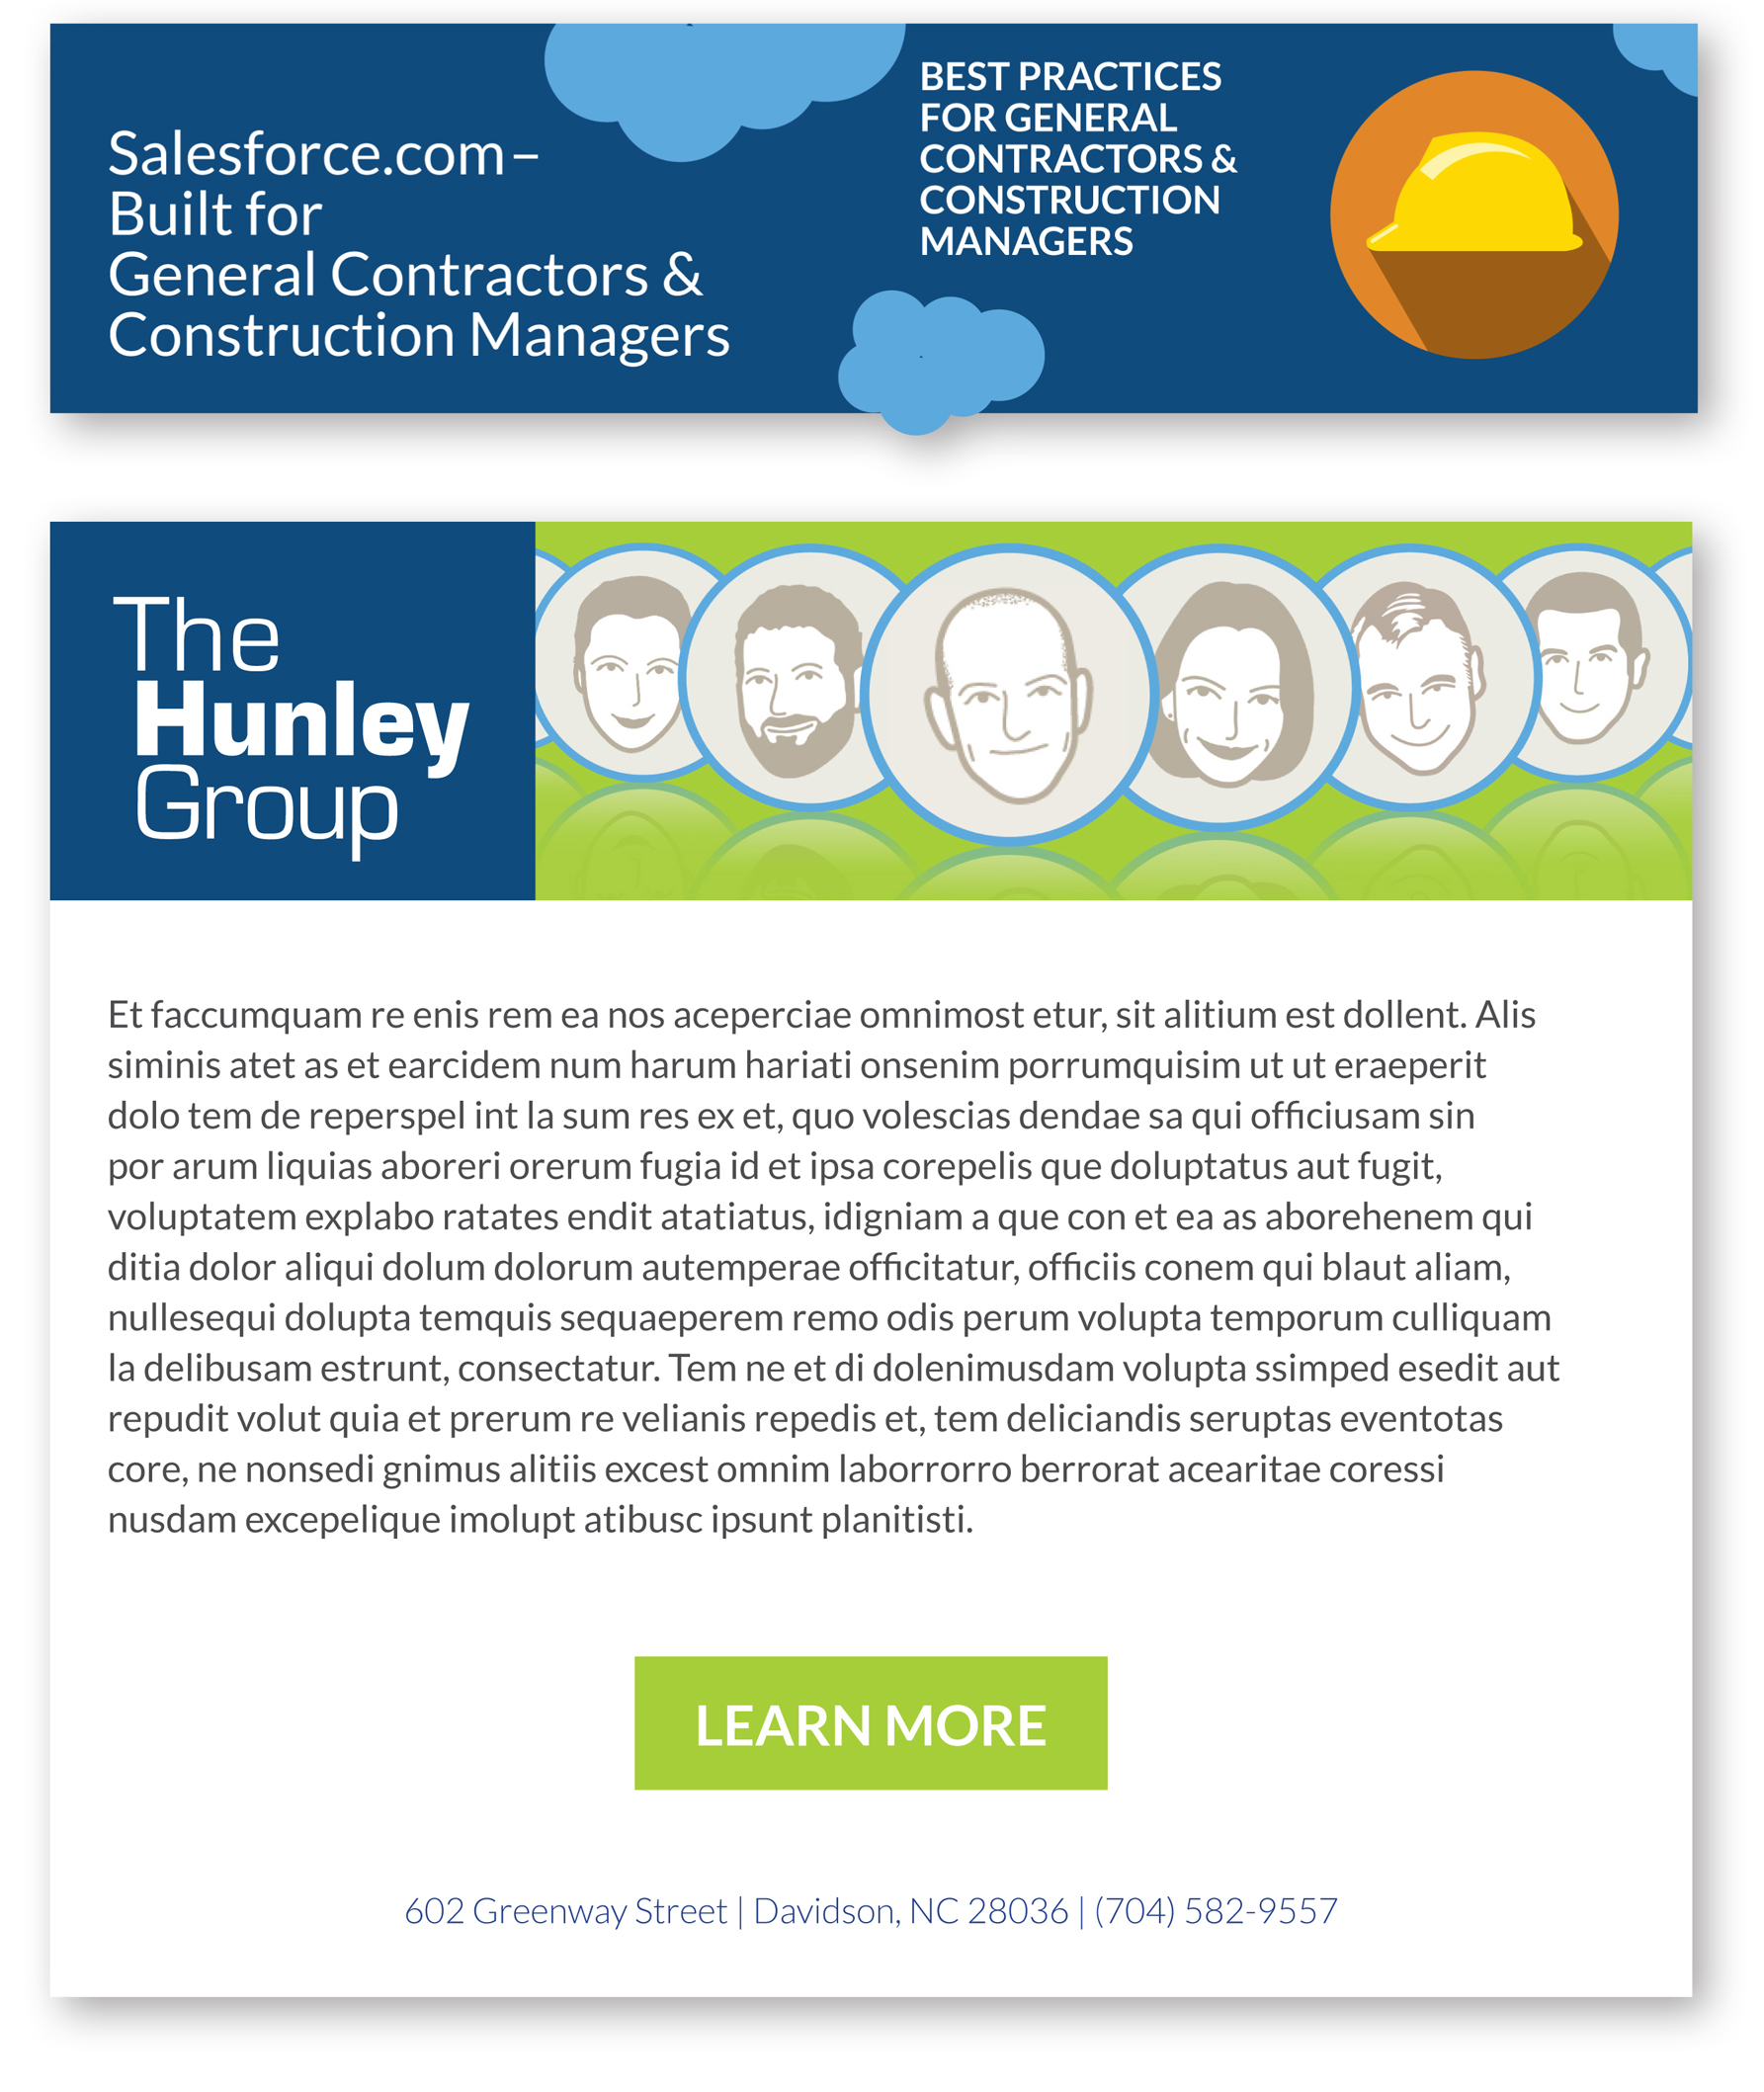 Salesforce.com–
Built for
General Contractors &
Construction Managers
BEST PRACTICES
FOR GENERAL
CONTRACTORS &
CONSTRUCTION
MANAGERS
The
Hunley
Group
Et faccumquam re enis rem ea nos aceperciae omnimost etur, sit alitium est dollent. Alis
siminis atet as et earcidem num harum hariati onsenim porrumquisim ut ut eraeperit
dolo tem de reperspel int la sum res ex et, quo volescias dendae sa qui officiusam sin
por arum liquias aboreri orerum fugia id et ipsa corepelis que doluptatus aut fugit,
voluptatem explabo ratates endit atatiatus, idigniam a que con et ea as aborehenem qui
ditia dolor aliqui dolum dolorum autemperae officitatur, officiis conem qui blaut aliam,
nullesequi dolupta temquis sequaeperem remo odis perum volupta temporum culliquam
la delibusam estrunt, consectatur. Tem ne et di dolenimusdam volupta ssimped esedit aut
repudit volut quia et prerum re velianis repedis et, tem deliciandis seruptas eventotas
core, ne nonsedi gnimus alitiis excest omnim laborrorro berrorat acearitae coressi
nusdam excepelique imolupt atibusc ipsunt planitisti.
LEARN MORE
602 Greenway Street | Davidson, NC 28036 | (704) 582-9557